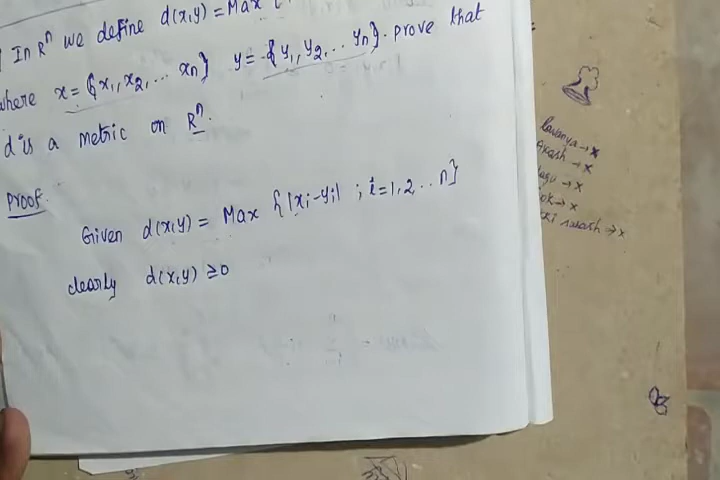 In Rⁿ we define d(x,y) = Max {
where x = {x₁, x₂, ... xₙ} y = {y₁, y₂, ... yₙ}. prove that
d is a metric on Rⁿ.
Proof.
Given d(x,y) = Max {|xᵢ-yᵢ| ; i=1,2..n}
clearly d(x,y) ≥0
lavanya→x
→x
→x
→x
→x